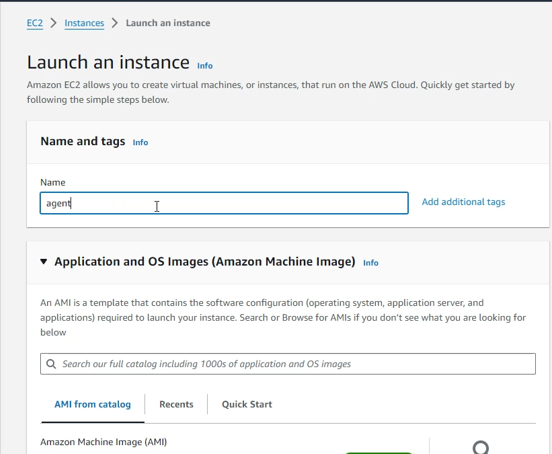 EC2 > Instances > Launch an instance
Launch an instance Info
Amazon EC2 allows you to create virtual machines, or instances, that run on the AWS Cloud. Quickly get started by
following the simple steps below.
Name and tags Info
Name
agent
Add additional tags
Application and OS Images (Amazon Machine Image) Info
An AMI is a template that contains the software configuration (operating system, application server, and
applications) required to launch your instance. Search or Browse for AMIs if you don't see what you are looking for
below
Search our full catalog including 1000s of application and OS images
AMI from catalog Recents Quick Start
Amazon Machine Image (AMI)